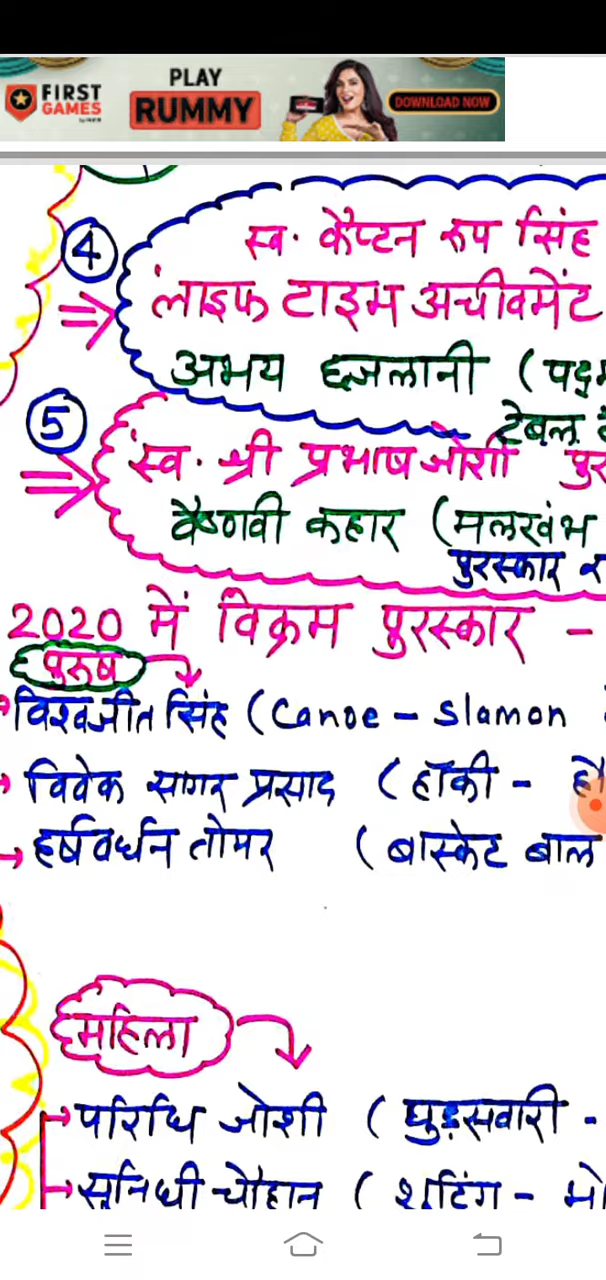 FIRST
GAMES
PLAY
RUMMY
DOWNLOAD NOW
4
स्व. कैप्टन रूप सिंह
लाइफ टाइम अचीवमेंट
अभय छजलानी (पद्म
टेबल
5
स्व. श्री प्रभाष जोशी
वैष्णवी कहार (मलखंभ
पुरस्कार
2020 में विक्रम पुरस्कार -
पुरूष
विश्वजीत सिंह (Canoe - Slamon
विवेक सागर प्रसाद (हॉकी -
हर्षवर्धन तोमर (बास्केट बाल
महिला
परिधि जोशी (घुड़सवारी -
सुनिधी चौहान (शूटिंग -